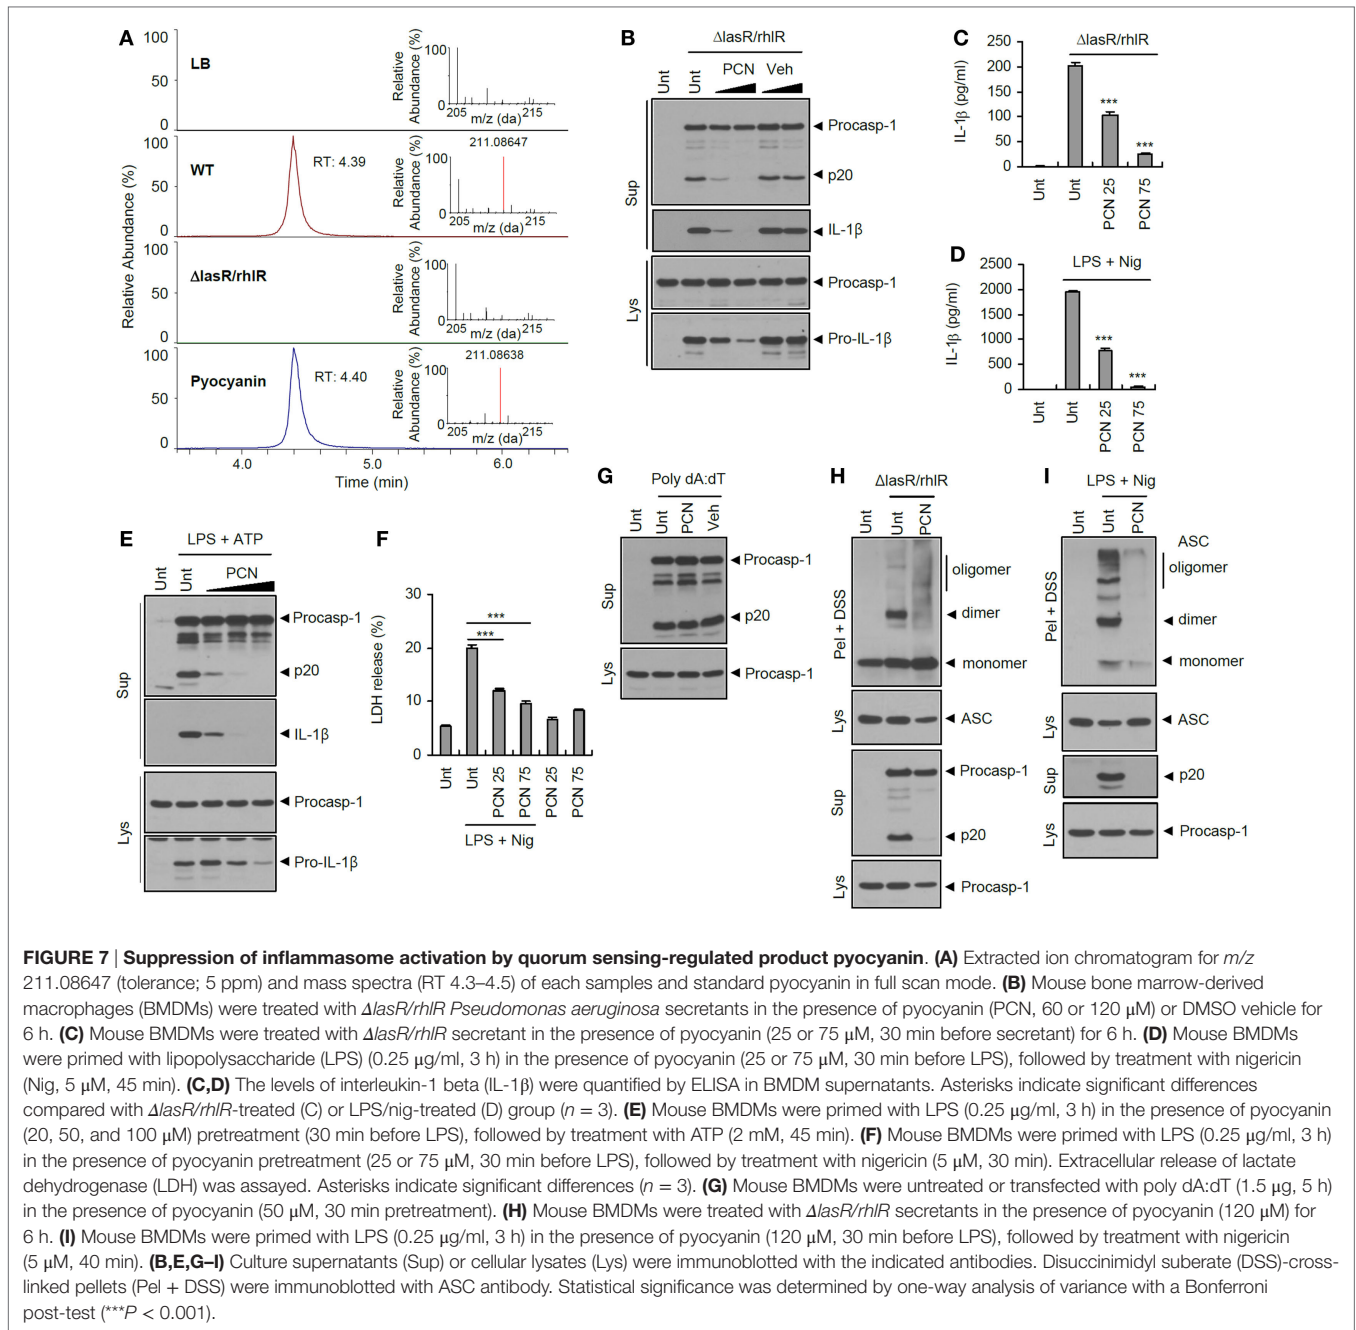 A
100
50
0
LB
Relative
Abundance (%)
205
215
m/z (da)
100
50
0
WT
RT: 4.39
211.08647
Relative
Abundance (%)
205
215
m/z (da)
100
50
0
ΔlasR/rhlR
Relative
Abundance (%)
205
215
m/z (da)
100
50
0
Pyocyanin
RT: 4.40
211.08638
Relative
Abundance (%)
205
215
m/z (da)
Relative Abundance (%)
4.0 5.0 6.0
Time (min)
B
ΔlasR/rhlR
Unt Unt PCN Veh
Sup
Procasp-1
p20
IL-1β
Lys
Procasp-1
Pro-IL-1β
C
ΔlasR/rhlR
IL-1β (pg/ml)
250
200
150
100
50
0
***
***
Unt Unt PCN 25 PCN 75
D
LPS + Nig
IL-1β (pg/ml)
2500
2000
1500
1000
500
0
***
***
Unt Unt PCN 25 PCN 75
E
LPS + ATP
Unt Unt PCN
Sup
Procasp-1
p20
IL-1β
Lys
Procasp-1
Pro-IL-1β
F
LDH release (%)
30
20
10
0
***
***
Unt Unt PCN 25 PCN 75 PCN 25 PCN 75
LPS + Nig
G
Poly dA:dT
Unt Unt PCN Veh
Sup
Procasp-1
p20
Lys
Procasp-1
H
ΔlasR/rhlR
Unt Unt PCN
Pel + DSS
oligomer
dimer
monomer
Lys
ASC
Sup
Procasp-1
p20
Lys
Procasp-1
I
LPS + Nig
Unt Unt PCN
Pel + DSS
ASC
oligomer
dimer
monomer
Lys
ASC
Sup
p20
Lys
Procasp-1
FIGURE 7 | Suppression of inflammasome activation by quorum sensing-regulated product pyocyanin. (A) Extracted ion chromatogram for m/z
211.08647 (tolerance; 5 ppm) and mass spectra (RT 4.3–4.5) of each samples and standard pyocyanin in full scan mode. (B) Mouse bone marrow-derived
macrophages (BMDMs) were treated with ΔlasR/rhlR Pseudomonas aeruginosa secretants in the presence of pyocyanin (PCN, 60 or 120 μM) or DMSO vehicle for
6 h. (C) Mouse BMDMs were treated with ΔlasR/rhlR secretant in the presence of pyocyanin (25 or 75 μM, 30 min before secretant) for 6 h. (D) Mouse BMDMs
were primed with lipopolysaccharide (LPS) (0.25 μg/ml, 3 h) in the presence of pyocyanin (25 or 75 μM, 30 min before LPS), followed by treatment with nigericin
(Nig, 5 μM, 45 min). (C,D) The levels of interleukin-1 beta (IL-1β) were quantified by ELISA in BMDM supernatants. Asterisks indicate significant differences
compared with ΔlasR/rhlR-treated (C) or LPS/nig-treated (D) group (n = 3). (E) Mouse BMDMs were primed with LPS (0.25 μg/ml, 3 h) in the presence of pyocyanin
(20, 50, and 100 μM) pretreatment (30 min before LPS), followed by treatment with ATP (2 mM, 45 min). (F) Mouse BMDMs were primed with LPS (0.25 μg/ml, 3 h)
in the presence of pyocyanin pretreatment (25 or 75 μM, 30 min before LPS), followed by treatment with nigericin (5 μM, 30 min). Extracellular release of lactate
dehydrogenase (LDH) was assayed. Asterisks indicate significant differences (n = 3). (G) Mouse BMDMs were untreated or transfected with poly dA:dT (1.5 μg, 5 h)
in the presence of pyocyanin (50 μM, 30 min pretreatment). (H) Mouse BMDMs were treated with ΔlasR/rhlR secretants in the presence of pyocyanin (120 μM) for
6 h. (I) Mouse BMDMs were primed with LPS (0.25 μg/ml, 3 h) in the presence of pyocyanin (120 μM, 30 min before LPS), followed by treatment with nigericin
(5 μM, 40 min). (B,E,G–I) Culture supernatants (Sup) or cellular lysates (Lys) were immunoblotted with the indicated antibodies. Disuccinimidyl suberate (DSS)-cross-
linked pellets (Pel + DSS) were immunoblotted with ASC antibody. Statistical significance was determined by one-way analysis of variance with a Bonferroni
post-test (***P < 0.001).